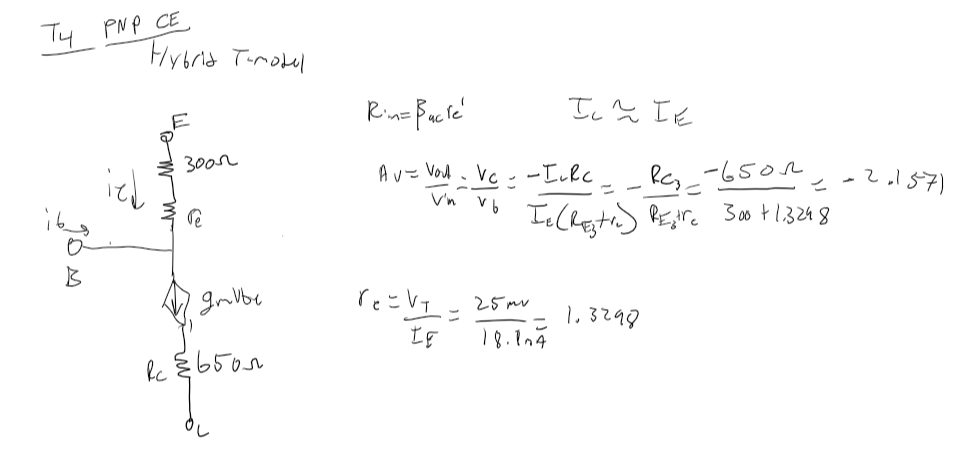 T4 PNP CE
Hybrid T-model
Rin = βac re'
Ic ≈ IE
E
300Ω
ie
re
ib
B
gmVbe
Rc 650Ω
C
Av = Vout/Vin = Vc/Vb = -IcRc/IE(RE3+re) = -RC3/RE3+re = -650Ω/300+1.3298 = -2.1571
re = VT/IE = 25mV/18.8mA = 1.3298